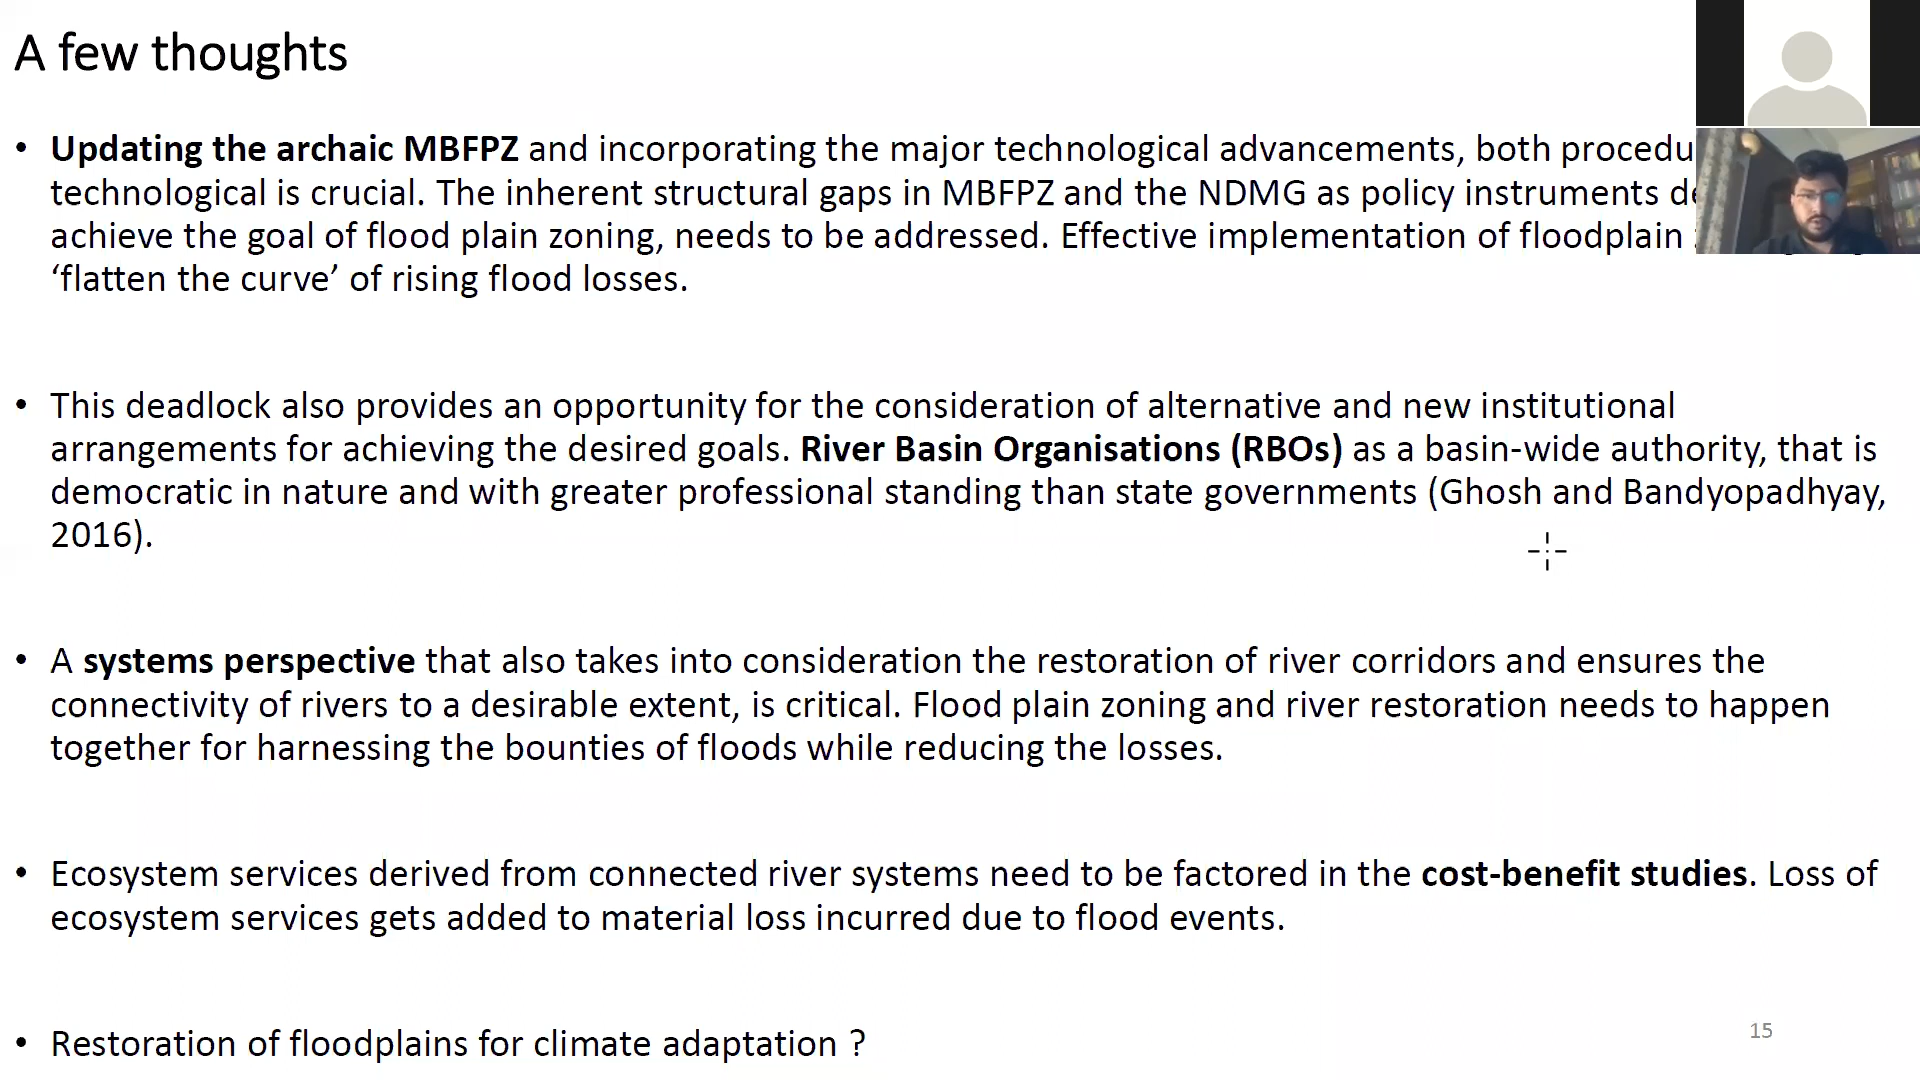 A few thoughts
• Updating the archaic MBFPZ and incorporating the major technological advancements, both
technological is crucial. The inherent structural gaps in MBFPZ and the NDMG as policy instruments
achieve the goal of flood plain zoning, needs to be addressed. Effective implementation of floodplain
‘flatten the curve’ of rising flood losses.
• This deadlock also provides an opportunity for the consideration of alternative and new institutional
arrangements for achieving the desired goals. River Basin Organisations (RBOs) as a basin-wide authority, that is
democratic in nature and with greater professional standing than state governments (Ghosh and Bandyopadhyay,
2016).
• A systems perspective that also takes into consideration the restoration of river corridors and ensures the
connectivity of rivers to a desirable extent, is critical. Flood plain zoning and river restoration needs to happen
together for harnessing the bounties of floods while reducing the losses.
• Ecosystem services derived from connected river systems need to be factored in the cost-benefit studies. Loss of
ecosystem services gets added to material loss incurred due to flood events.
• Restoration of floodplains for climate adaptation ?
15